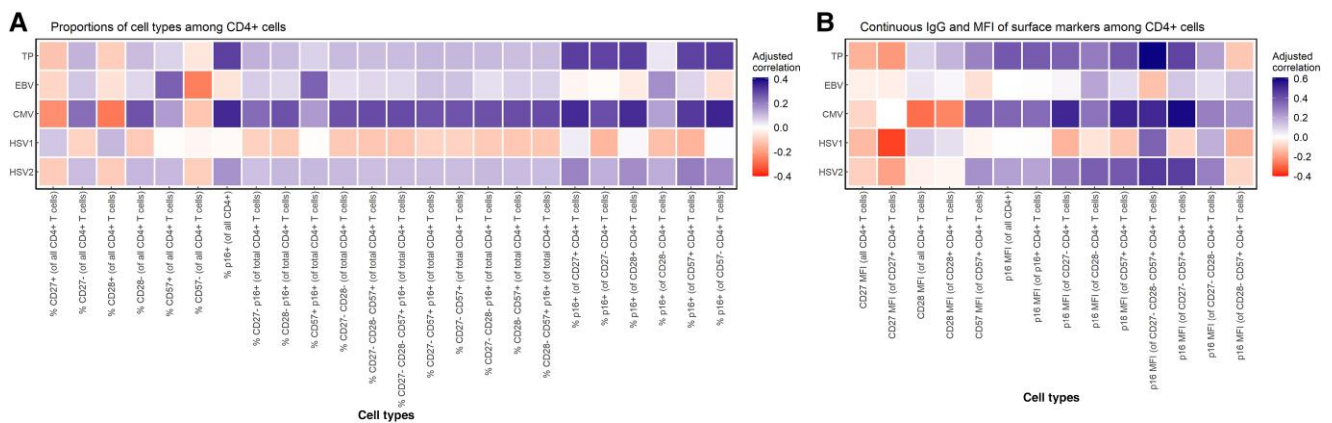 A
Proportions of cell types among CD4+ cells
TP
EBV
CMV
HSV1
HSV2
% CD27+ (of all CD4+ T cells)
% CD27- (of all CD4+ T cells)
% CD28+ (of all CD4+ T cells)
% CD28- (of all CD4+ T cells)
% CD57+ (of all CD4+ T cells)
% CD57- (of all CD4+ T cells)
% p16+ (of all CD4+)
% CD27- p16+ (of total CD4+ T cells)
% CD28- p16+ (of total CD4+ T cells)
% CD57+ p16+ (of total CD4+ T cells)
% CD27- CD28- (of total CD4+ T cells)
% CD27- CD28- CD57+ (of total CD4+ T cells)
% CD27- CD28- CD57+ p16+ (of total CD4+ T cells)
% CD27- CD57+ p16+ (of total CD4+ T cells)
% CD27- CD57+ (of total CD4+ T cells)
% CD27- CD28- p16+ (of total CD4+ T cells)
% CD28- CD57+ (of total CD4+ T cells)
% CD28- CD57+ p16+ (of total CD4+ T cells)
% p16+ (of CD27+ CD4+ T cells)
% p16+ (of CD27- CD4+ T cells)
% p16+ (of CD28+ CD4+ T cells)
% p16+ (of CD28- CD4+ T cells)
% p16+ (of CD57+ CD4+ T cells)
% p16+ (of CD57- CD4+ T cells)
Cell types
Adjusted
correlation
0.4
0.2
0.0
-0.2
-0.4
B
Continuous IgG and MFI of surface markers among CD4+ cells
TP
EBV
CMV
HSV1
HSV2
CD27 MFI (all CD4+ T cells)
CD27 MFI (of CD27+ CD4+ T cells)
CD28 MFI (all CD4+ T cells)
CD28 MFI (of CD28+ CD4+ T cells)
CD57 MFI (of CD57+ CD4+ T cells)
p16 MFI (of all CD4+)
p16 MFI (of p16+ CD4+ T cells)
p16 MFI (of CD27- CD4+ T cells)
p16 MFI (of CD28- CD4+ T cells)
p16 MFI (of CD57+ CD4+ T cells)
p16 MFI (of CD27- CD28- CD57+ CD4+ T cells)
p16 MFI (of CD27- CD57+ CD4+ T cells)
p16 MFI (of CD27- CD28- CD4+ T cells)
p16 MFI (of CD28- CD57+ CD4+ T cells)
Cell types
Adjusted
correlation
0.6
0.4
0.2
0.0
-0.2
-0.4